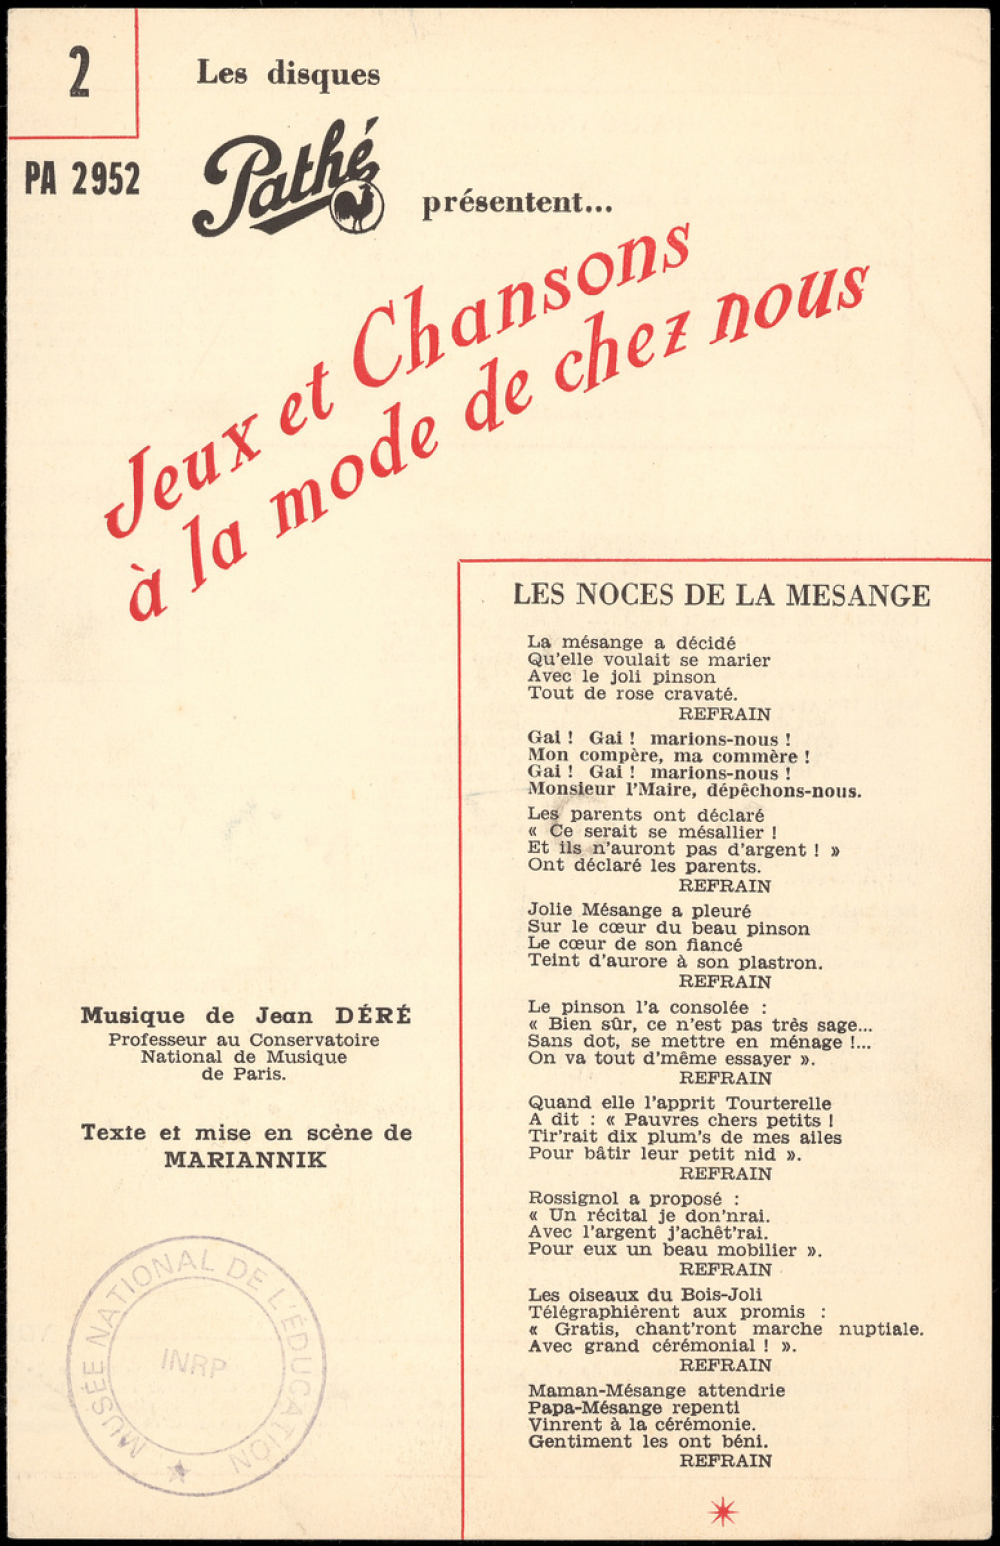 2
PA 2952
Les disques
Pathé
présentent...
Jeux et Chansons
à la mode de chez nous
Musique de Jean DÉRÉ
Professeur au Conservatoire
National de Musique
de Paris.
Texte et mise en scène de
MARIANNIK
MUSÉE NATIONAL DE L'ÉDUCATION
INRP
LES NOCES DE LA MESANGE
La mésange a décidé
Qu'elle voulait se marier
Avec le joli pinson
Tout de rose cravaté.
REFRAIN
Gai ! Gai ! marions-nous !
Mon compère, ma commère !
Gai ! Gai ! marions-nous !
Monsieur l'Maire, dépêchons-nous.
Les parents ont déclaré
« Ce serait se mésallier !
Et ils n'auront pas d'argent ! »
Ont déclaré les parents.
REFRAIN
Jolie Mésange a pleuré
Sur le cœur du beau pinson
Le cœur de son fiancé
Teint d'aurore à son plastron.
REFRAIN
Le pinson l'a consolée :
« Bien sûr, ce n'est pas très sage...
Sans dot, se mettre en ménage !...
On va tout d'même essayer ».
REFRAIN
Quand elle l'apprit Tourterelle
A dit : « Pauvres chers petits !
Tir'rait dix plum's de mes ailes
Pour bâtir leur petit nid ».
REFRAIN
Rossignol a proposé :
« Un récital je don'nrai.
Avec l'argent j'achêt'rai.
Pour eux un beau mobilier ».
REFRAIN
Les oiseaux du Bois-Joli
Télégraphièrent aux promis :
« Gratis, chant'ront marche nuptiale.
Avec grand cérémonial ! ».
REFRAIN
Maman-Mésange attendrie
Papa-Mésange repenti
Vinrent à la cérémonie.
Gentiment les ont béni.
REFRAIN